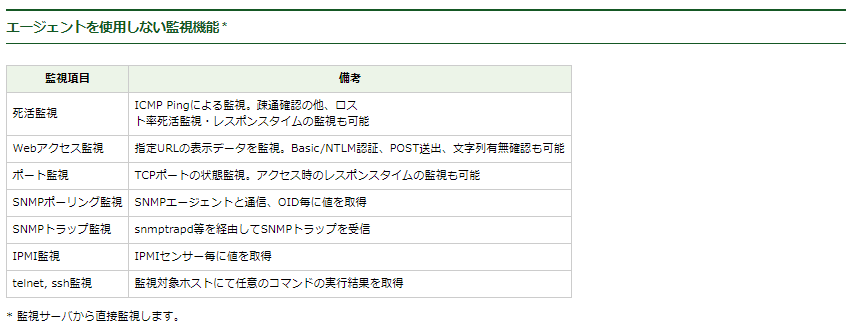 エージェントを使用しない監視機能 *
監視項目 備考
死活監視 ICMP Pingによる監視。疎通確認の他、ロス
ト率死活監視・レスポンスタイムの監視も可能
Webアクセス監視 指定URLの表示データを監視。Basic/NTLM認証、POST送出、文字列有無確認も可能
ポート監視 TCPポートの状態監視。アクセス時のレスポンスタイムの監視も可能
SNMPポーリング監視 SNMPエージェントと通信、OID毎に値を取得
SNMPトラップ監視 snmptrapd等を経由してSNMPトラップを受信
IPMI監視 IPMIセンサー毎に値を取得
telnet, ssh監視 監視対象ホストにて任意のコマンドの実行結果を取得
* 監視サーバから直接監視します。